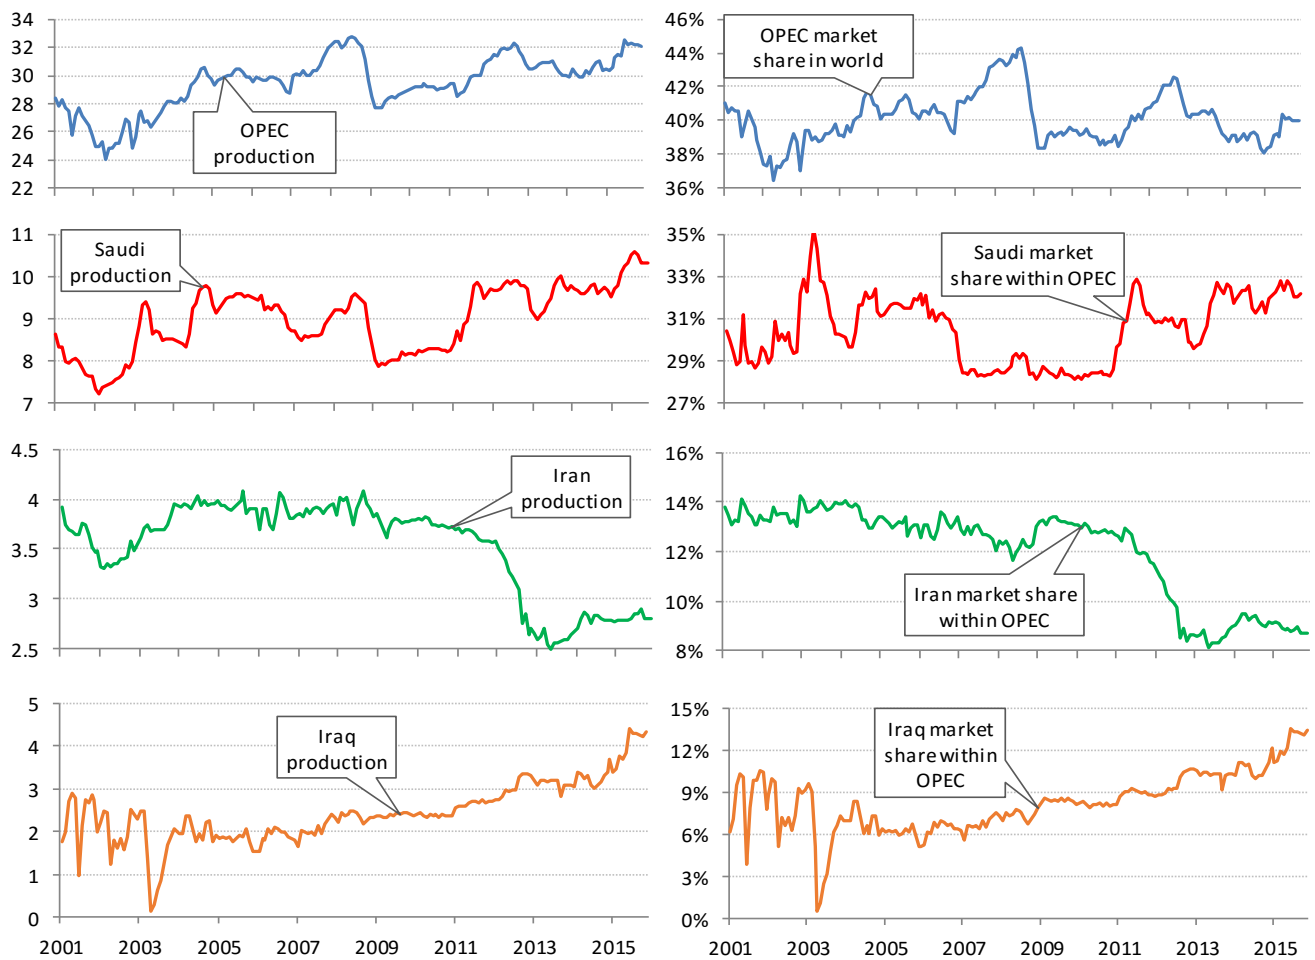 34
32
30
28
26
24
22
OPEC
production
46%
44%
42%
40%
38%
36%
OPEC market
share in world
11
10
9
8
7
Saudi
production
35%
33%
31%
29%
27%
Saudi market
share within OPEC
4.5
4
3.5
3
2.5
Iran
production
16%
14%
12%
10%
8%
Iran market share
within OPEC
5
4
3
2
1
0
Iraq
production
2001 2003 2005 2007 2009 2011 2013 2015
15%
12%
9%
6%
3%
0%
Iraq market
share within
OPEC
2001 2003 2005 2007 2009 2011 2013 2015